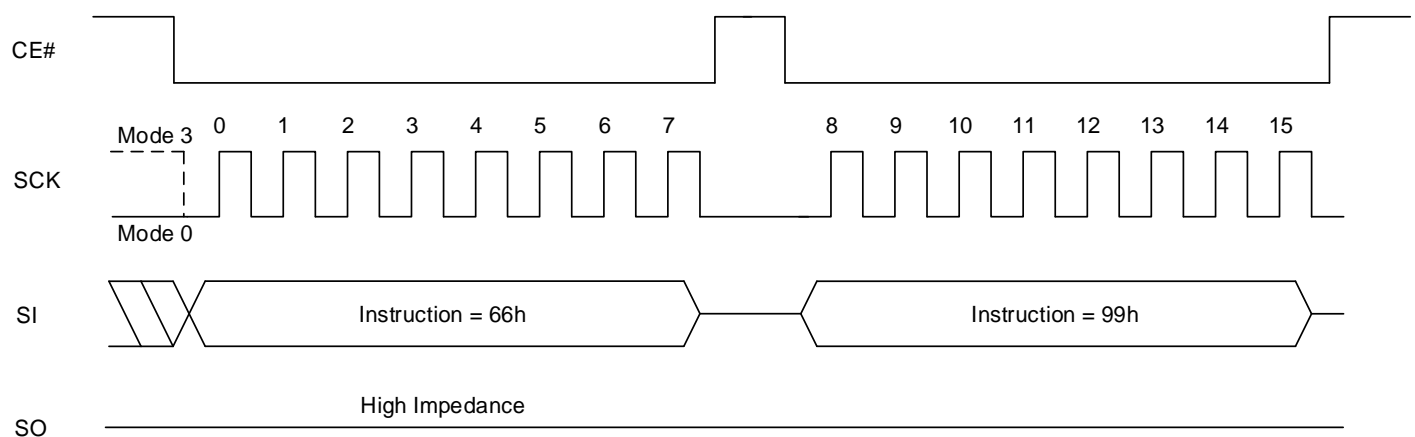 CE#
Mode 3
0 1 2 3 4 5 6 7 8 9 10 11 12 13 14 15
SCK
Mode 0
SI
Instruction = 66h
Instruction = 99h
High Impedance
SO